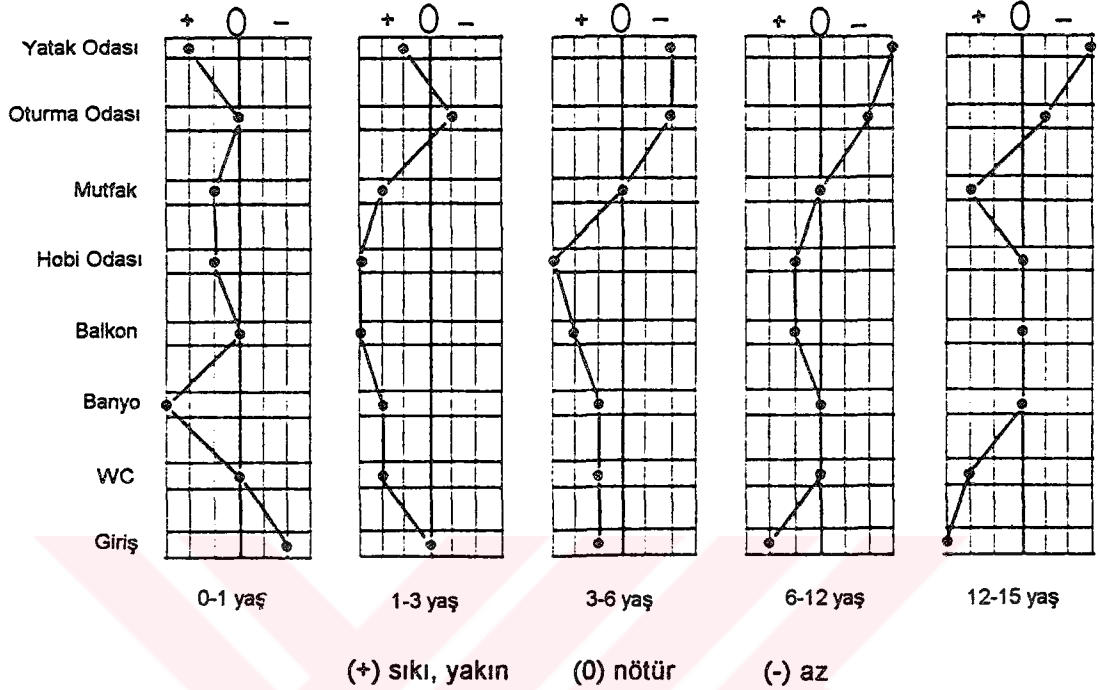 + 0 − + 0 − + 0 − + 0 − + 0 −
Yatak Odası
Oturma Odası
Mutfak
Hobi Odası
Balkon
Banyo
WC
Giriş
0-1 yaş 1-3 yaş 3-6 yaş 6-12 yaş 12-15 yaş
(+) sıkı, yakın (0) nötür (-) az